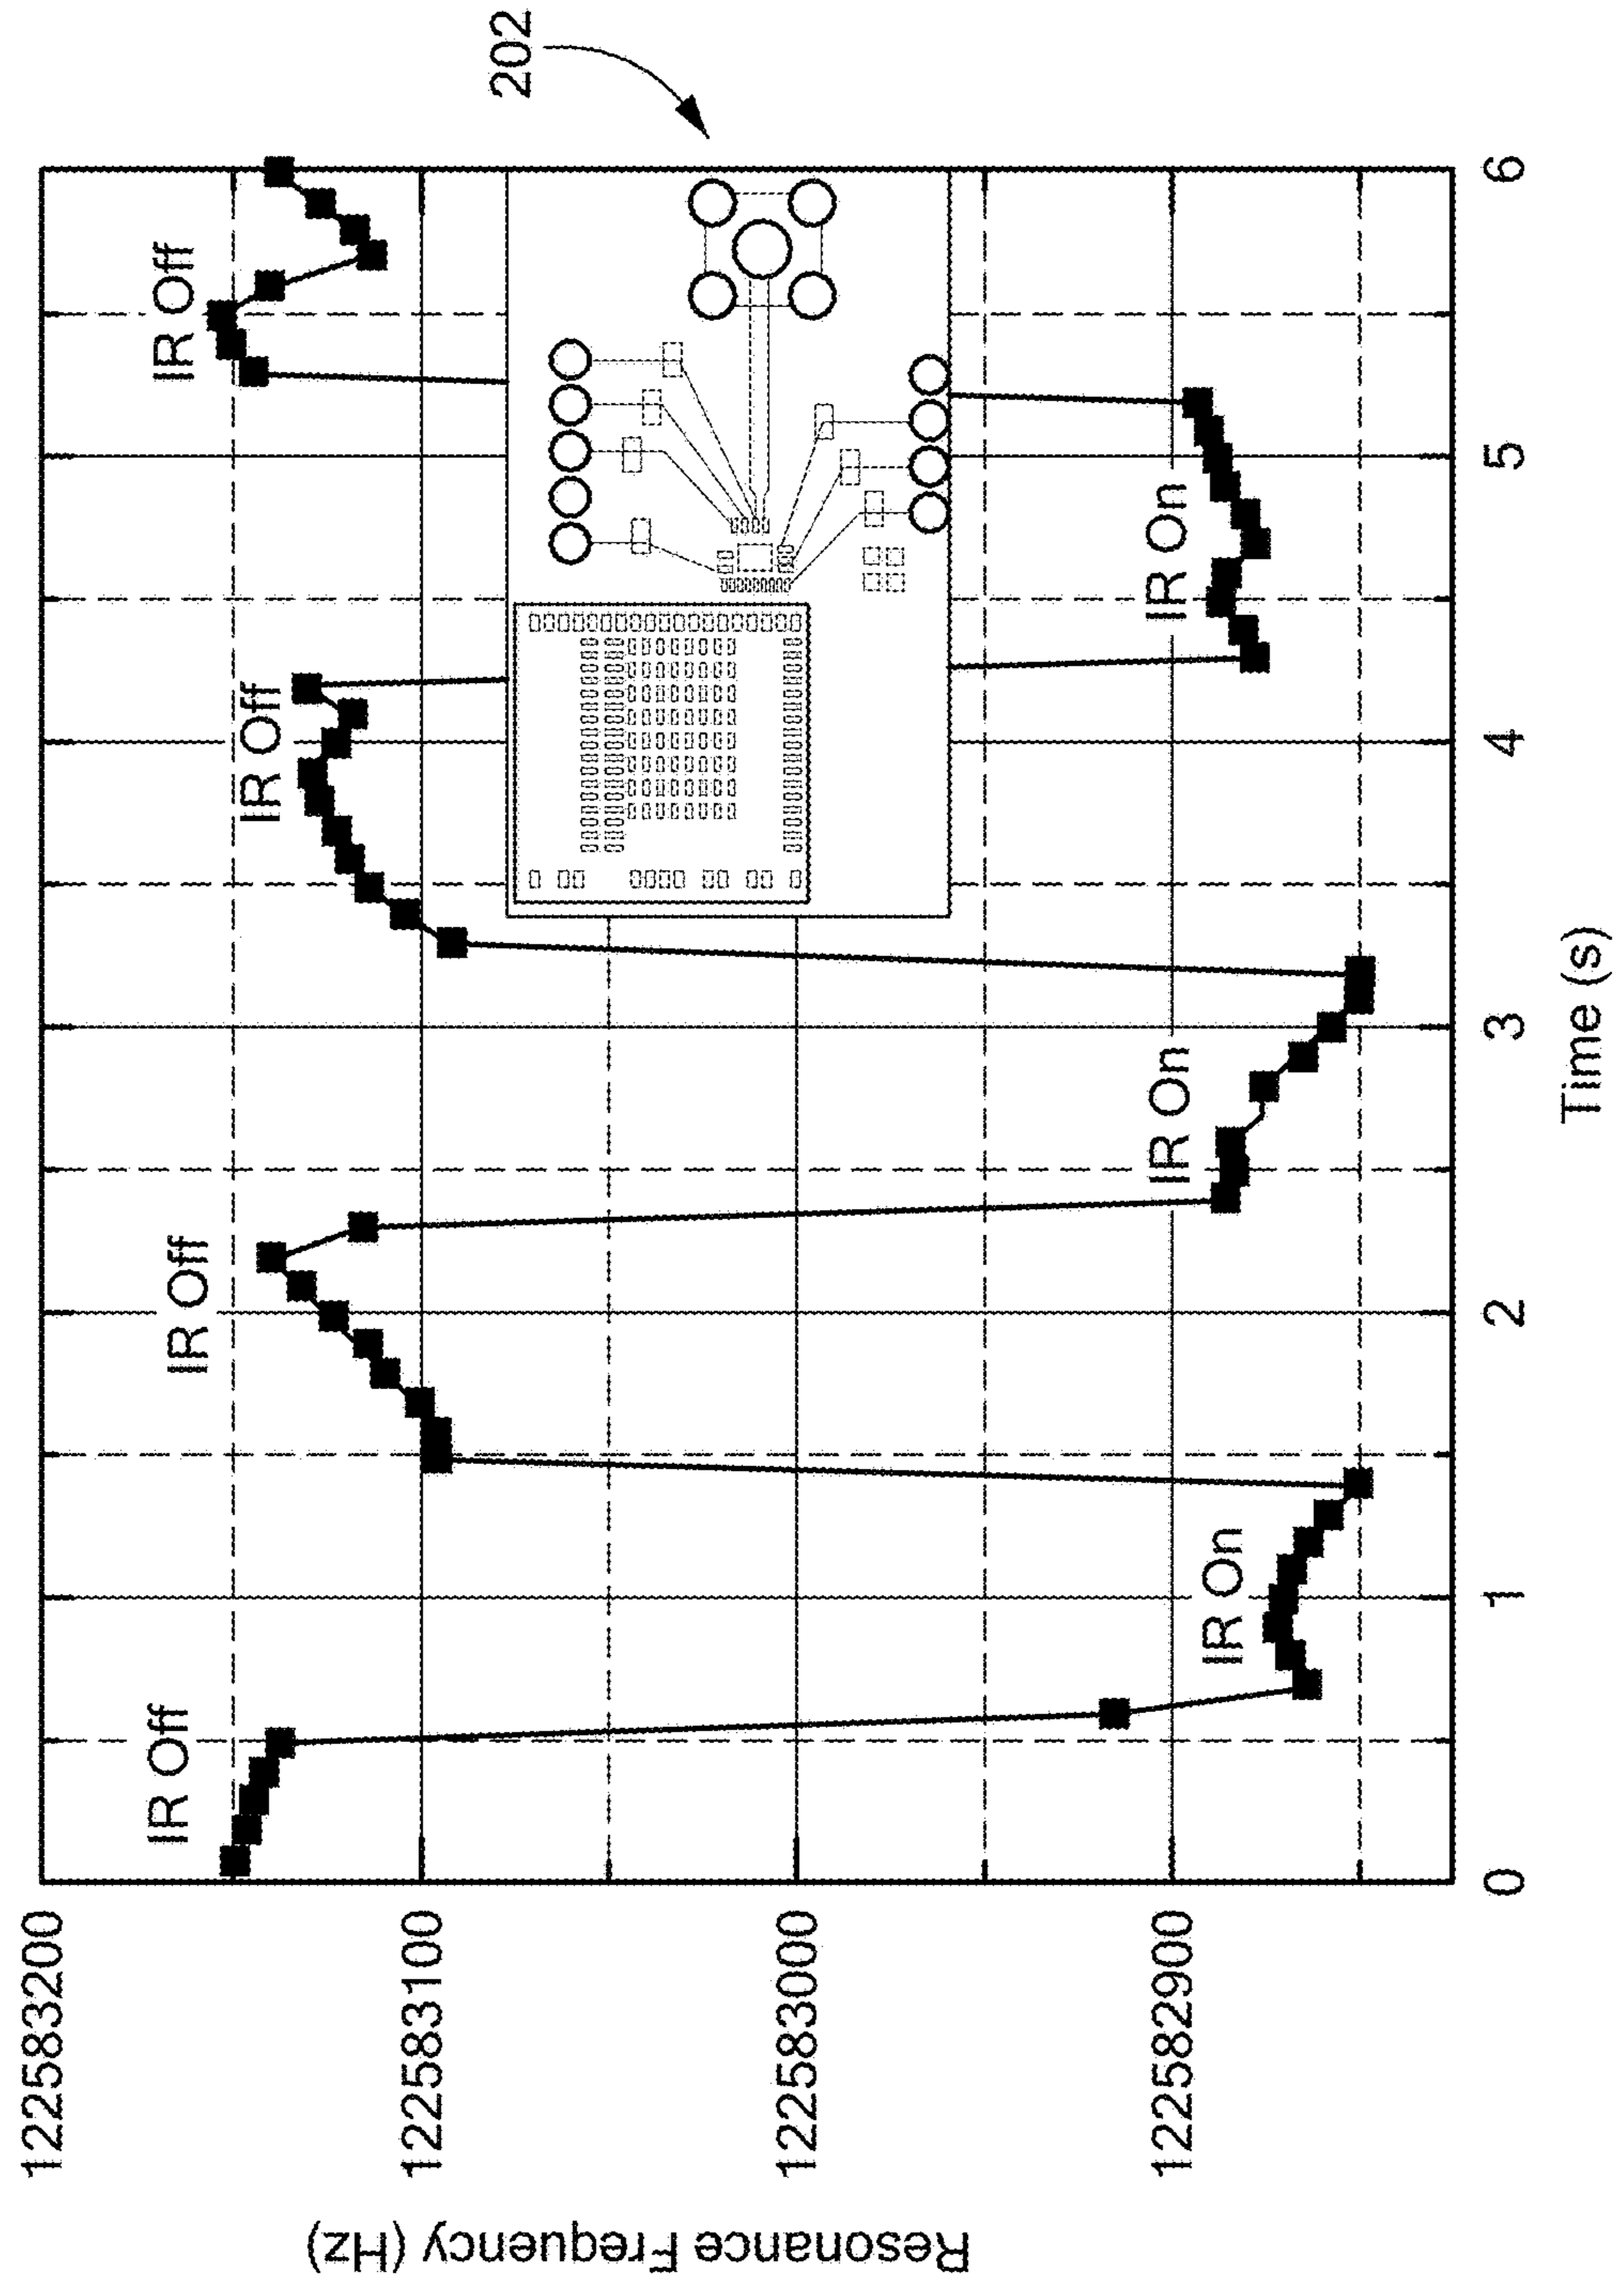 Resonance Frequency (Hz)
122583200
122583100
122583000
122582900
IR Off
IR On
IR Off
IR On
IR Off
IR On
IR Off
202
0
1
2
3
4
5
6
Time (s)